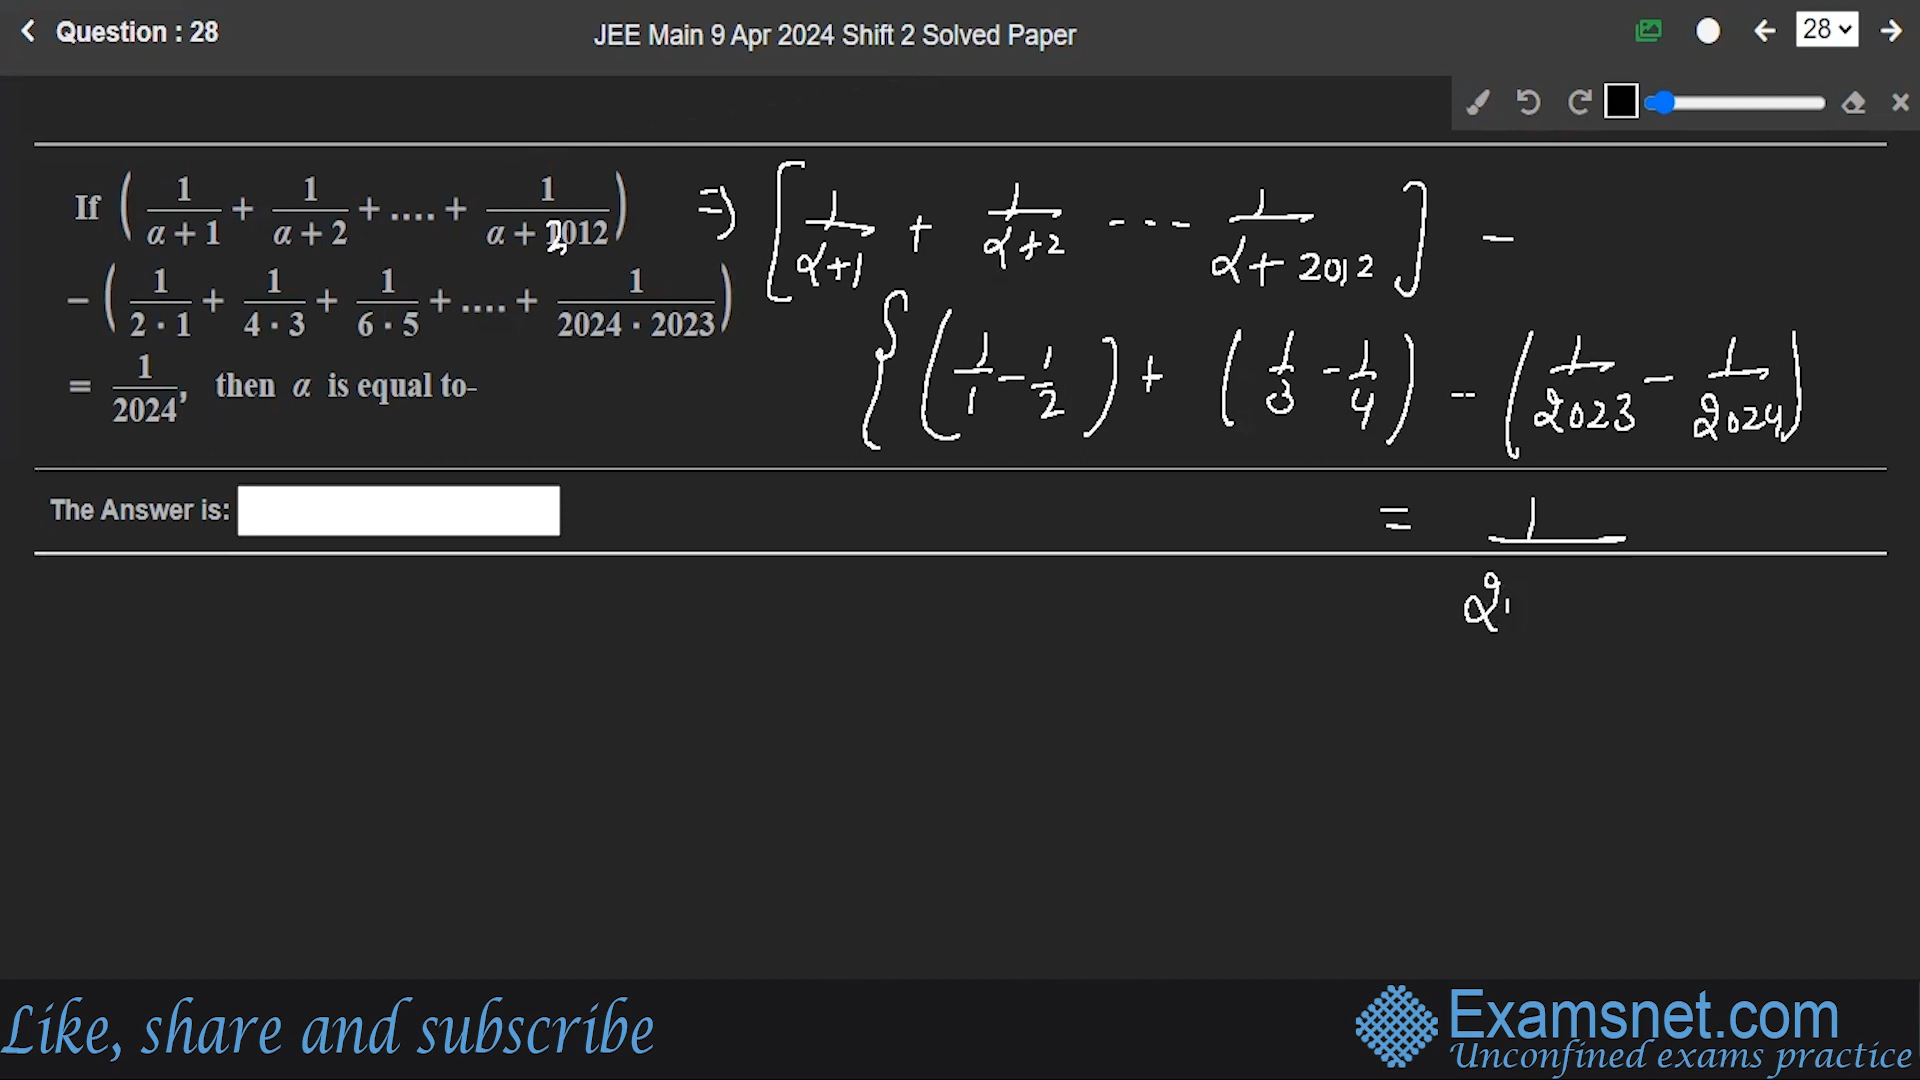 Question : 28
JEE Main 9 Apr 2024 Shift 2 Solved Paper
28
If ( 1/(α + 1) + 1/(α + 2) + .... + 1/(α + 2012) )
− ( 1/(2 · 1) + 1/(4 · 3) + 1/(6 · 5) + .... + 1/(2024 · 2023) )
= 1/2024, then α is equal to-
⇒ [ 1/(α+1) + 1/(α+2) --- 1/(α+2012) ] −
{ ( 1/1 − 1/2 ) + ( 1/3 − 1/4 ) -- ( 1/2023 − 1/2024 )
= 1/2
The Answer is:
Like, share and subscribe
Examsnet.com
Unconfined exams practice